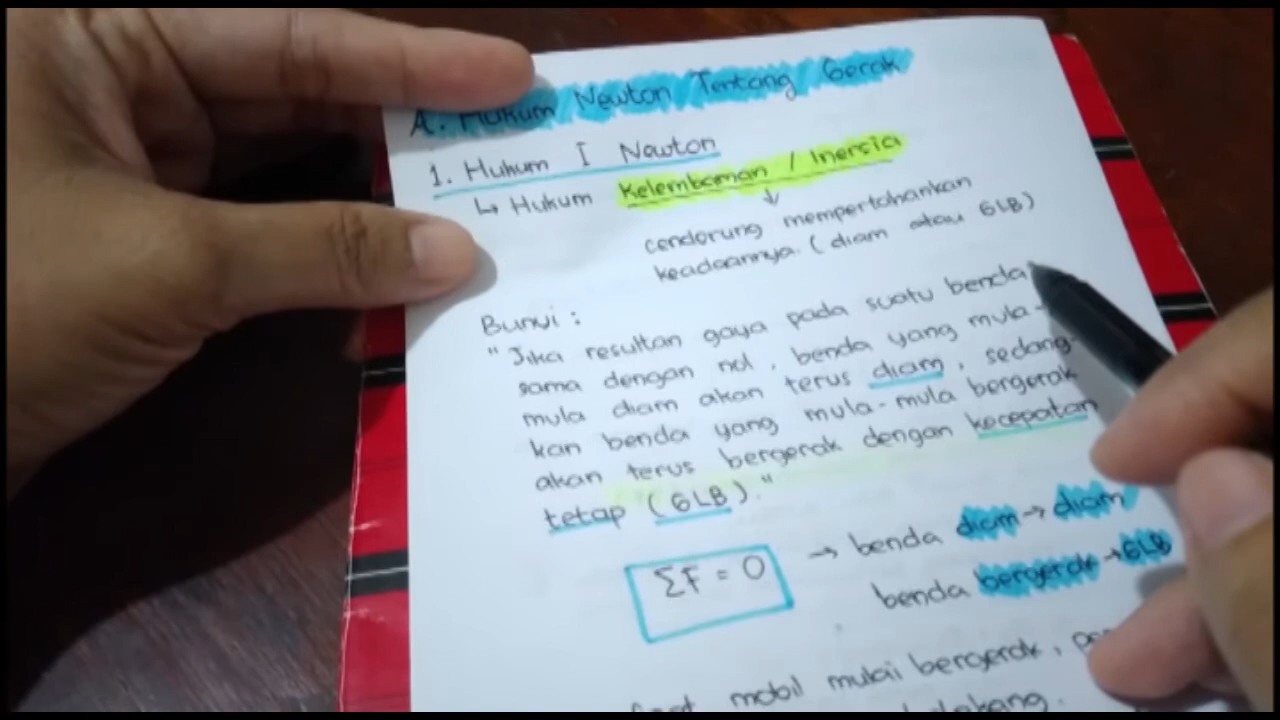 A. Hukum Newton Tentang Gerak
1. Hukum I Newton
↳ Hukum Kelembaman / Inersia
↓
cenderung mempertahankan
keadaannya. (diam atau GLB)
Bunyi :
"Jika resultan gaya pada suatu benda
sama dengan nol, benda yang mula-
mula diam akan terus diam, sedang-
kan benda yang mula-mula bergerak
akan terus bergerak dengan kecepatan
tetap (GLB)."
ΣF = 0 → benda diam → diam
benda bergerak → GLB
mobil mulai bergerak,